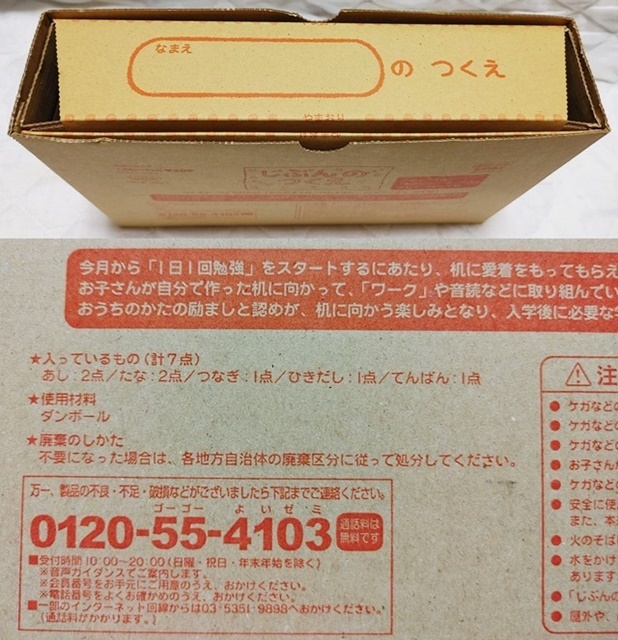 なまえ
の つくえ
やまおり
じぶんの
つくえ
今月から「1日1回勉強」をスタートするにあたり、机に愛着をもってもらえ
お子さんが自分で作った机に向かって、「ワーク」や音読などに取り組んでい
おうちのかたの励ましと認めが、机に向かう楽しみとなり、入学後に必要な
★入っているもの(計7点)
あし:2点/たな:2点/つなぎ:1点/ひきだし:1点/てんばん:1点
★使用材料
ダンボール
★廃棄のしかた
不要になった場合は、各地方自治体の廃棄区分に従って処分してください。
万一、製品の不良・不足・破損などがございましたら下記までご連絡ください。
ゴーゴー よいゼミ
0120-55-4103 通話料は無料です
■受付時間10:00~20:00(日曜・祝日・年末年始を除く)
※音声ガイダンスでご案内します。
※会員番号をお手元にご用意のうえ、おかけください。
※電話番号をよくお確かめのうえ、おかけください。
■一部のインターネット回線からは03-5351-9898へおかけください。
(通話料がかかります。)
⚠注
●ケガなどの
●ケガなどの
●ケガなどの
●お子さんが
●ケガなどの
●安全に使
また、本
●火のそば
●水をかけ
あります
●「じぶんの
●屋外や、